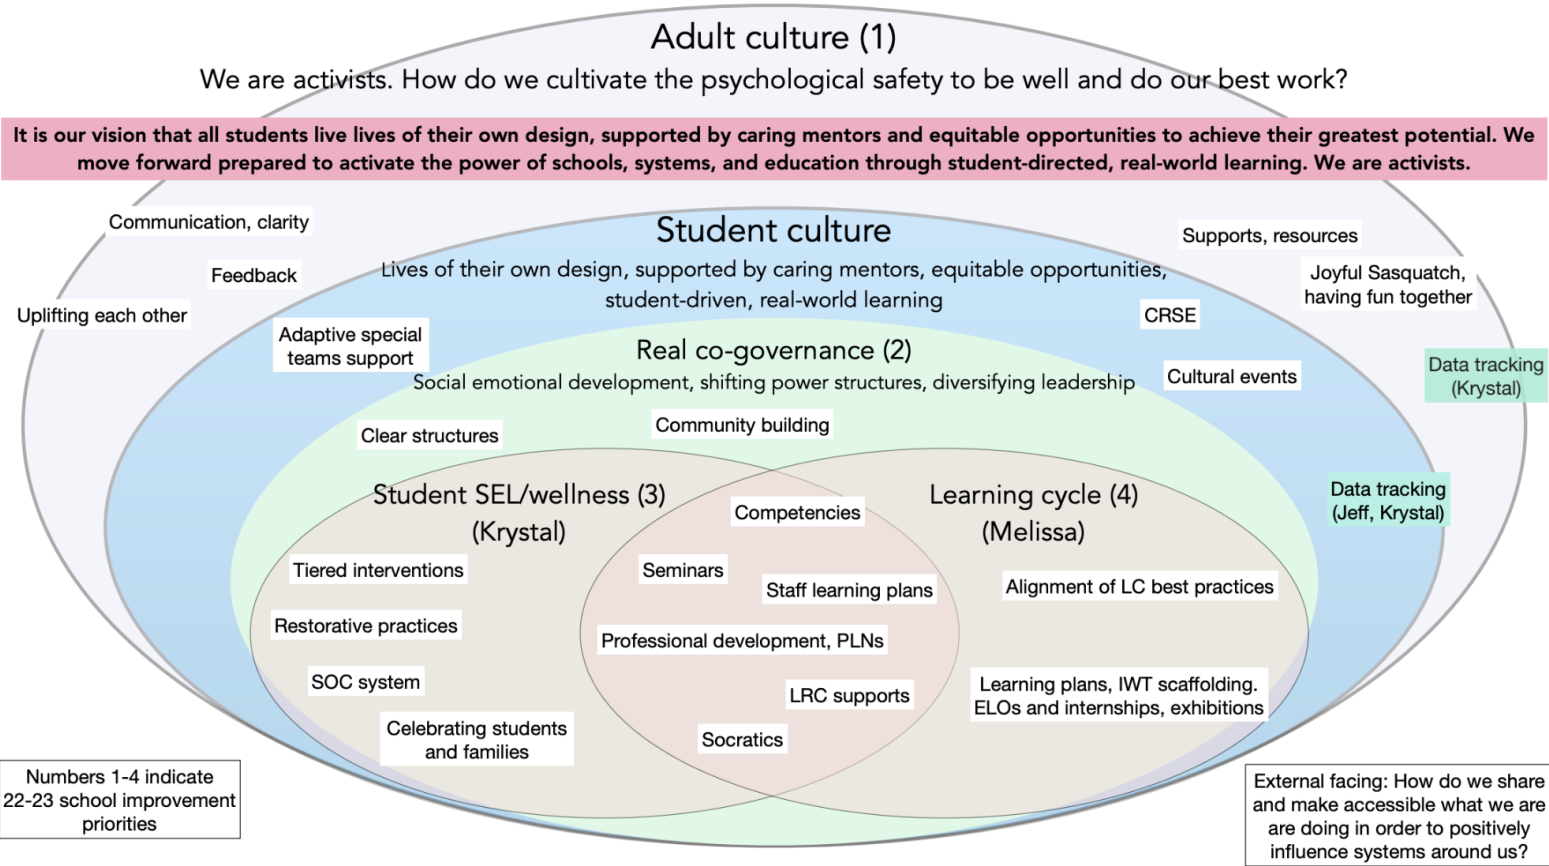 Adult culture (1)
We are activists. How do we cultivate the psychological safety to be well and do our best work?
It is our vision that all students live lives of their own design, supported by caring mentors and equitable opportunities to achieve their greatest potential. We
move forward prepared to activate the power of schools, systems, and education through student-directed, real-world learning. We are activists.
Communication, clarity
Feedback
Uplifting each other
Supports, resources
Joyful Sasquatch,
having fun together
Data tracking
(Krystal)
Student culture
Lives of their own design, supported by caring mentors, equitable opportunities,
student-driven, real-world learning
Adaptive special
teams support
CRSE
Cultural events
Data tracking
(Jeff, Krystal)
Real co-governance (2)
Social emotional development, shifting power structures, diversifying leadership
Clear structures
Community building
Student SEL/wellness (3)
(Krystal)
Tiered interventions
Restorative practices
SOC system
Celebrating students
and families
Competencies
Seminars
Staff learning plans
Professional development, PLNs
LRC supports
Socratics
Learning cycle (4)
(Melissa)
Alignment of LC best practices
Learning plans, IWT scaffolding.
ELOs and internships, exhibitions
Numbers 1-4 indicate
22-23 school improvement
priorities
External facing: How do we share
and make accessible what we are
are doing in order to positively
influence systems around us?